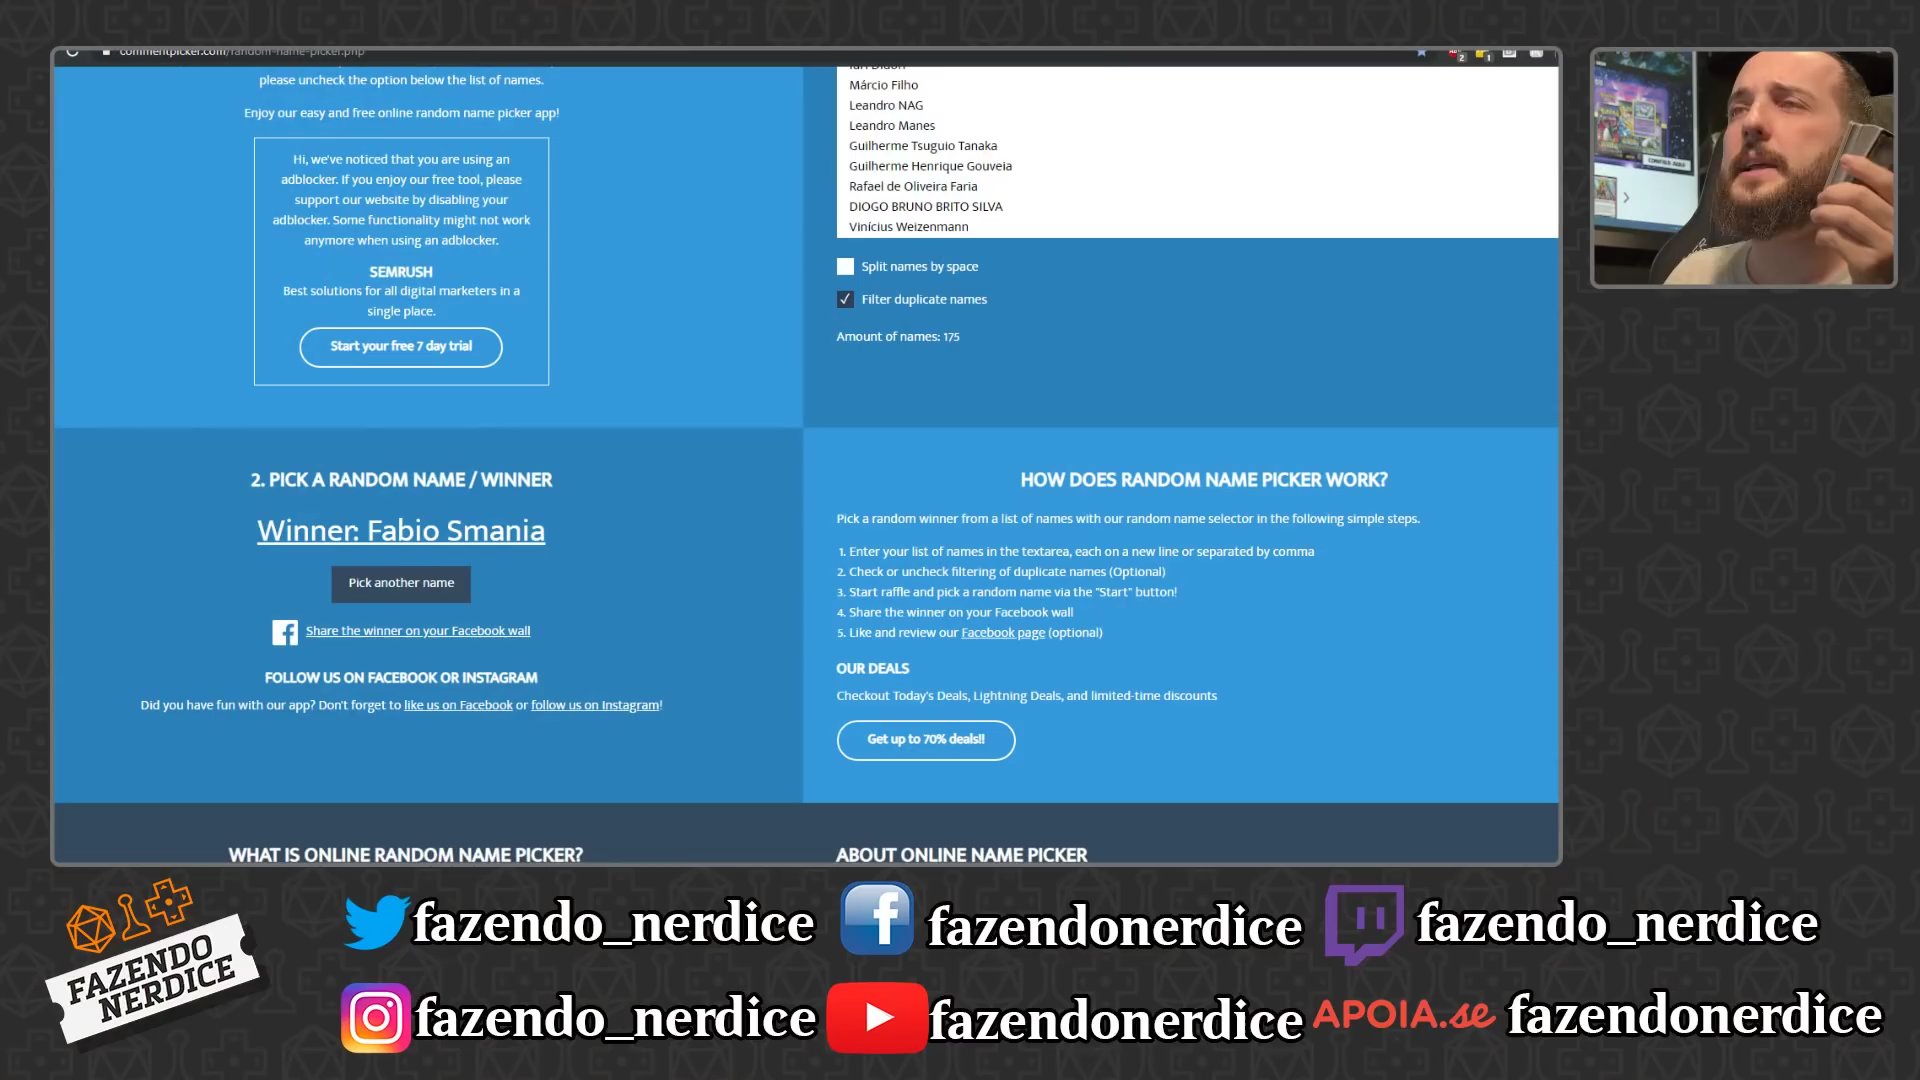 commentpicker.com/random-name-picker.php
please uncheck the option below the list of names.
Enjoy our easy and free online random name picker app!
Hi, we've noticed that you are using an
adblocker. If you enjoy our free tool, please
support our website by disabling your
adblocker. Some functionality might not work
anymore when using an adblocker.
SEMRUSH
Best solutions for all digital marketers in a
single place.
Start your free 7 day trial
Márcio Filho
Leandro NAG
Leandro Manes
Guilherme Tsuguio Tanaka
Guilherme Henrique Gouveia
Rafael de Oliveira Faria
DIOGO BRUNO BRITO SILVA
Vinícius Weizenmann
Split names by space
Filter duplicate names
Amount of names: 175
2. PICK A RANDOM NAME / WINNER
Winner: Fabio Smania
Pick another name
Share the winner on your Facebook wall
FOLLOW US ON FACEBOOK OR INSTAGRAM
Did you have fun with our app? Don't forget to like us on Facebook or follow us on Instagram!
HOW DOES RANDOM NAME PICKER WORK?
Pick a random winner from a list of names with our random name selector in the following simple steps.
1. Enter your list of names in the textarea, each on a new line or separated by comma
2. Check or uncheck filtering of duplicate names (Optional)
3. Start raffle and pick a random name via the "Start" button!
4. Share the winner on your Facebook wall
5. Like and review our Facebook page (optional)
OUR DEALS
Checkout Today's Deals, Lightning Deals, and limited-time discounts
Get up to 70% deals!!
WHAT IS ONLINE RANDOM NAME PICKER?
ABOUT ONLINE NAME PICKER
FAZENDO
NERDICE
fazendo_nerdice
fazendonerdice
fazendo_nerdice
fazendo_nerdice
fazendonerdice
APOIA.se fazendonerdice